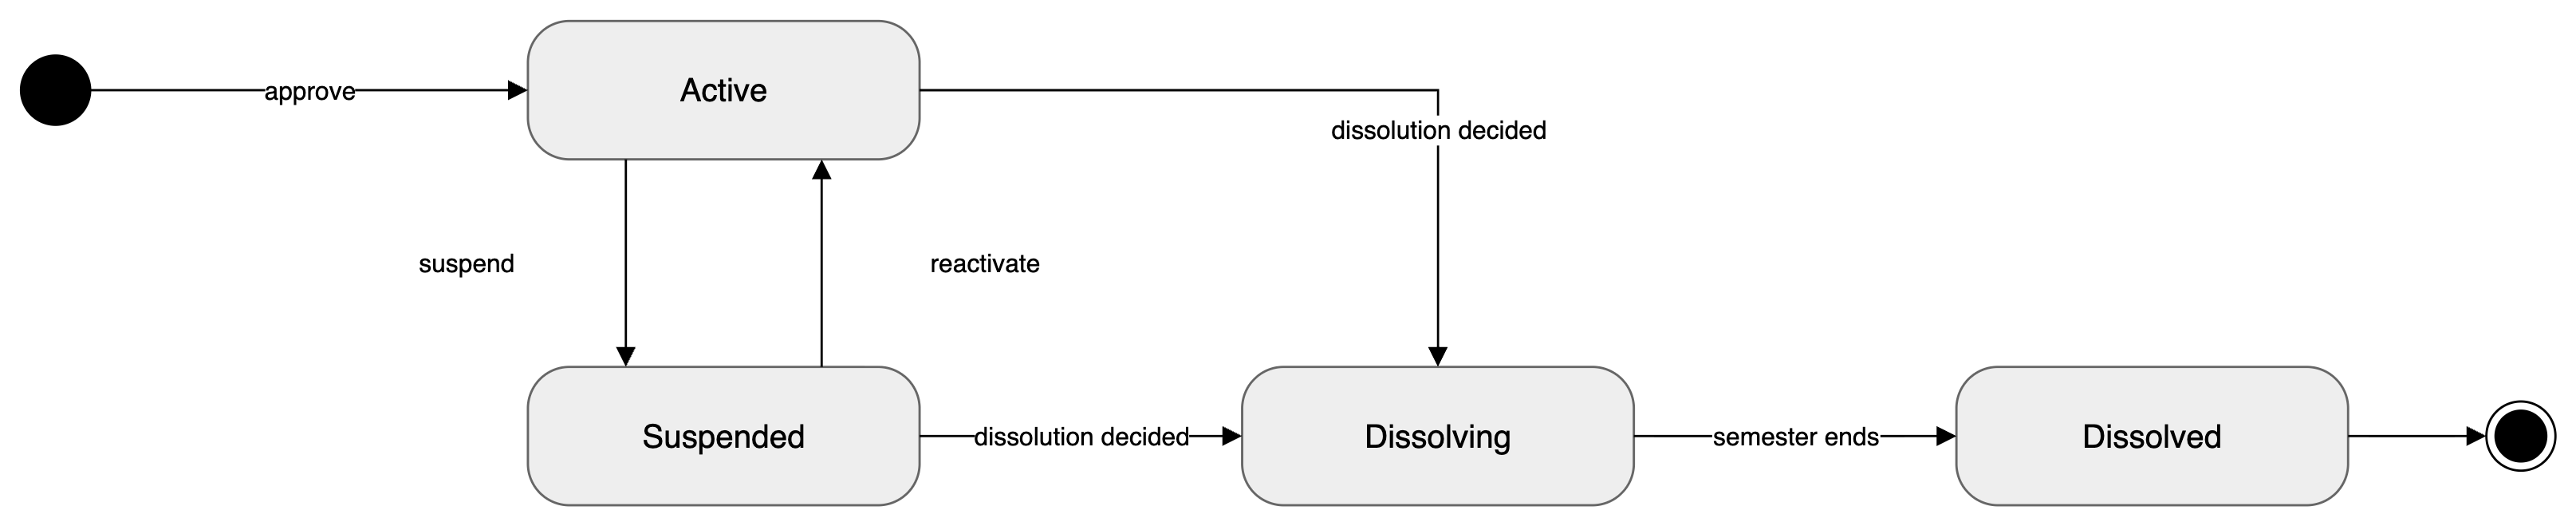 approve
Active
dissolution decided
suspend
reactivate
Suspended
dissolution decided
Dissolving
semester ends
Dissolved